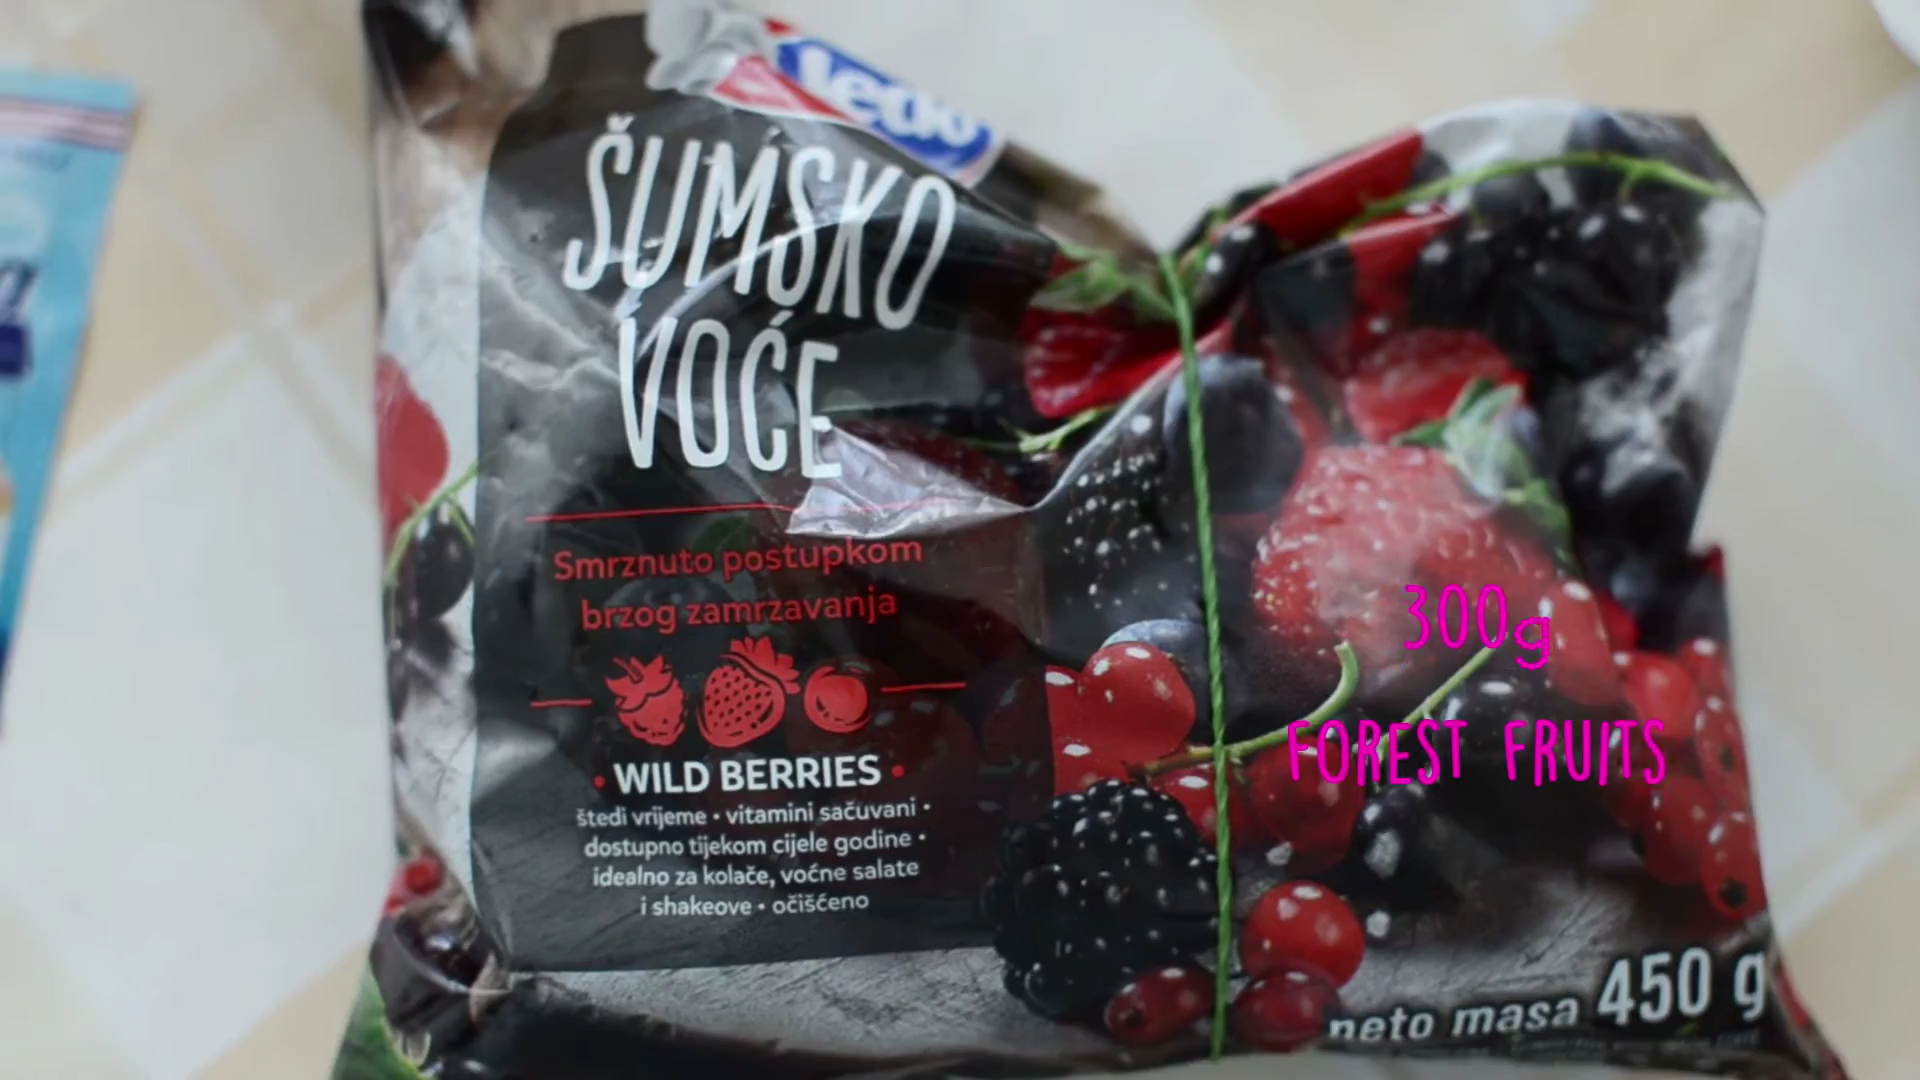 ledo
ŠUMSKO
VOĆE
Smrznuto postupkom
brzog zamrzavanja
• WILD BERRIES •
štedi vrijeme • vitamini sačuvani •
dostupno tijekom cijele godine •
idealno za kolače, voćne salate
i shakeove • očišćeno
300g
FOREST FRUITS
neto masa 450 g